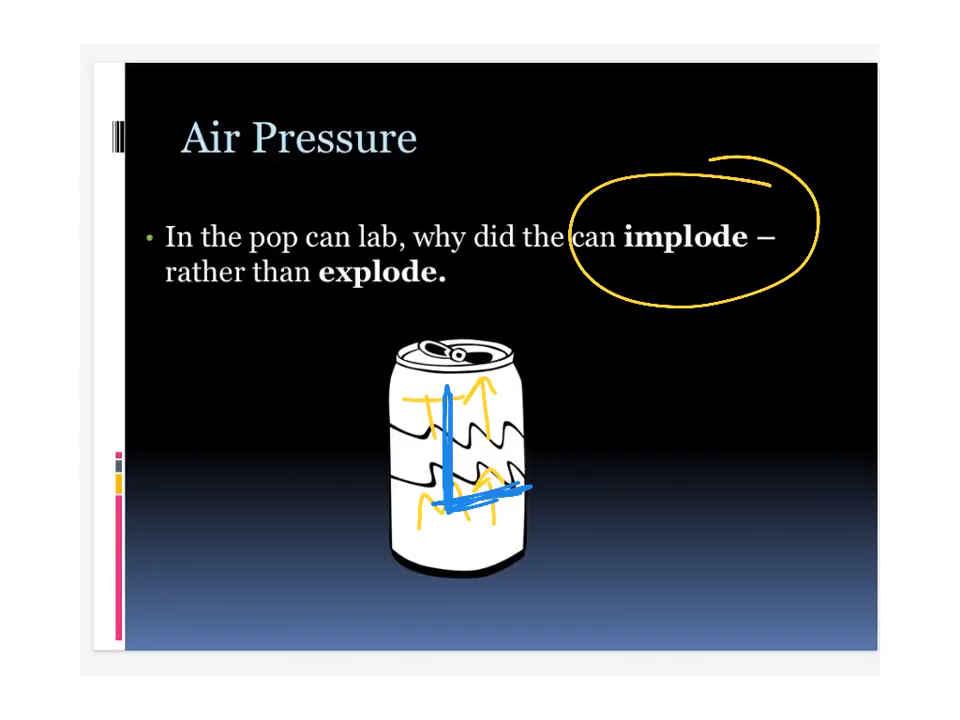 Air Pressure
• In the pop can lab, why did the can implode –
rather than explode.
T